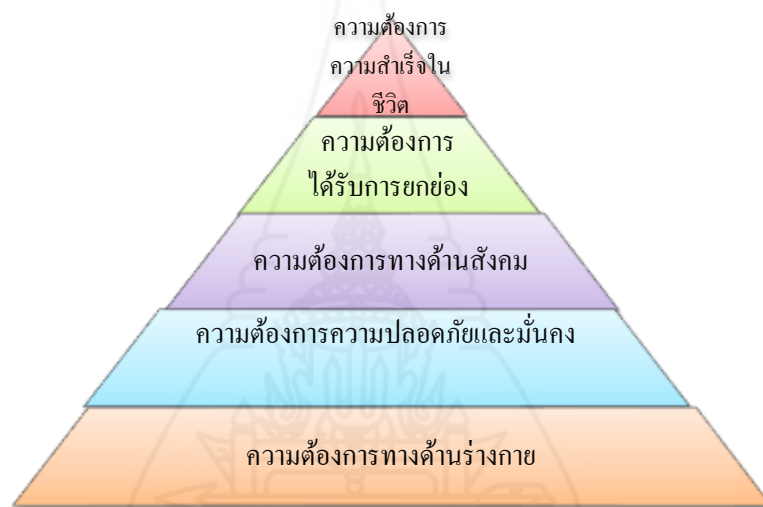 ความต้องการ
ความสำเร็จใน
ชีวิต
ความต้องการ
ได้รับการยกย่อง
ความต้องการทางด้านสังคม
ความต้องการความปลอดภัยและมั่นคง
ความต้องการทางด้านร่างกาย